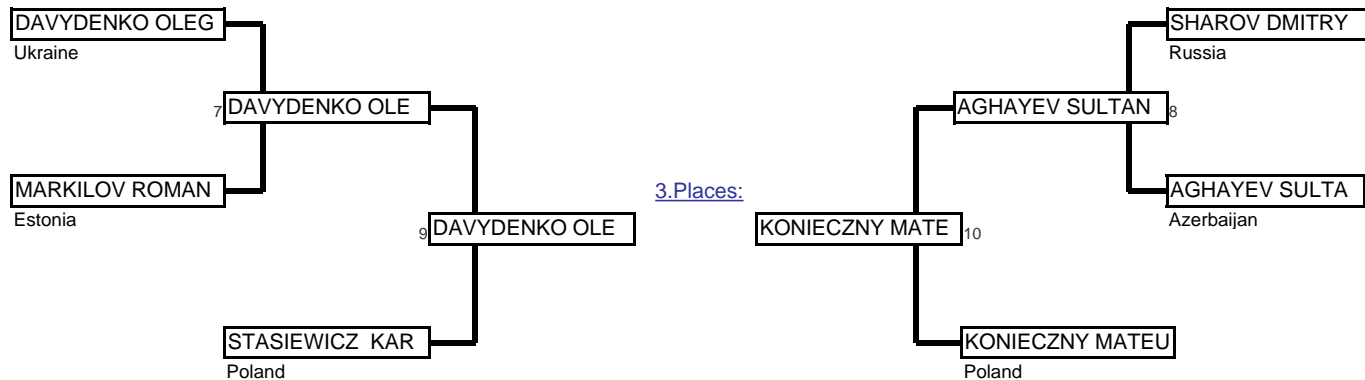 DAVYDENKO OLEG
Ukraine
7 DAVYDENKO OLE
MARKILOV ROMAN
Estonia
9 DAVYDENKO OLE
STASIEWICZ  KAR
Poland
3.Places:
SHAROV DMITRY
Russia
AGHAYEV SULTAN 8
AGHAYEV SULTA
Azerbaijan
KONIECZNY MATE 10
KONIECZNY MATEU
Poland